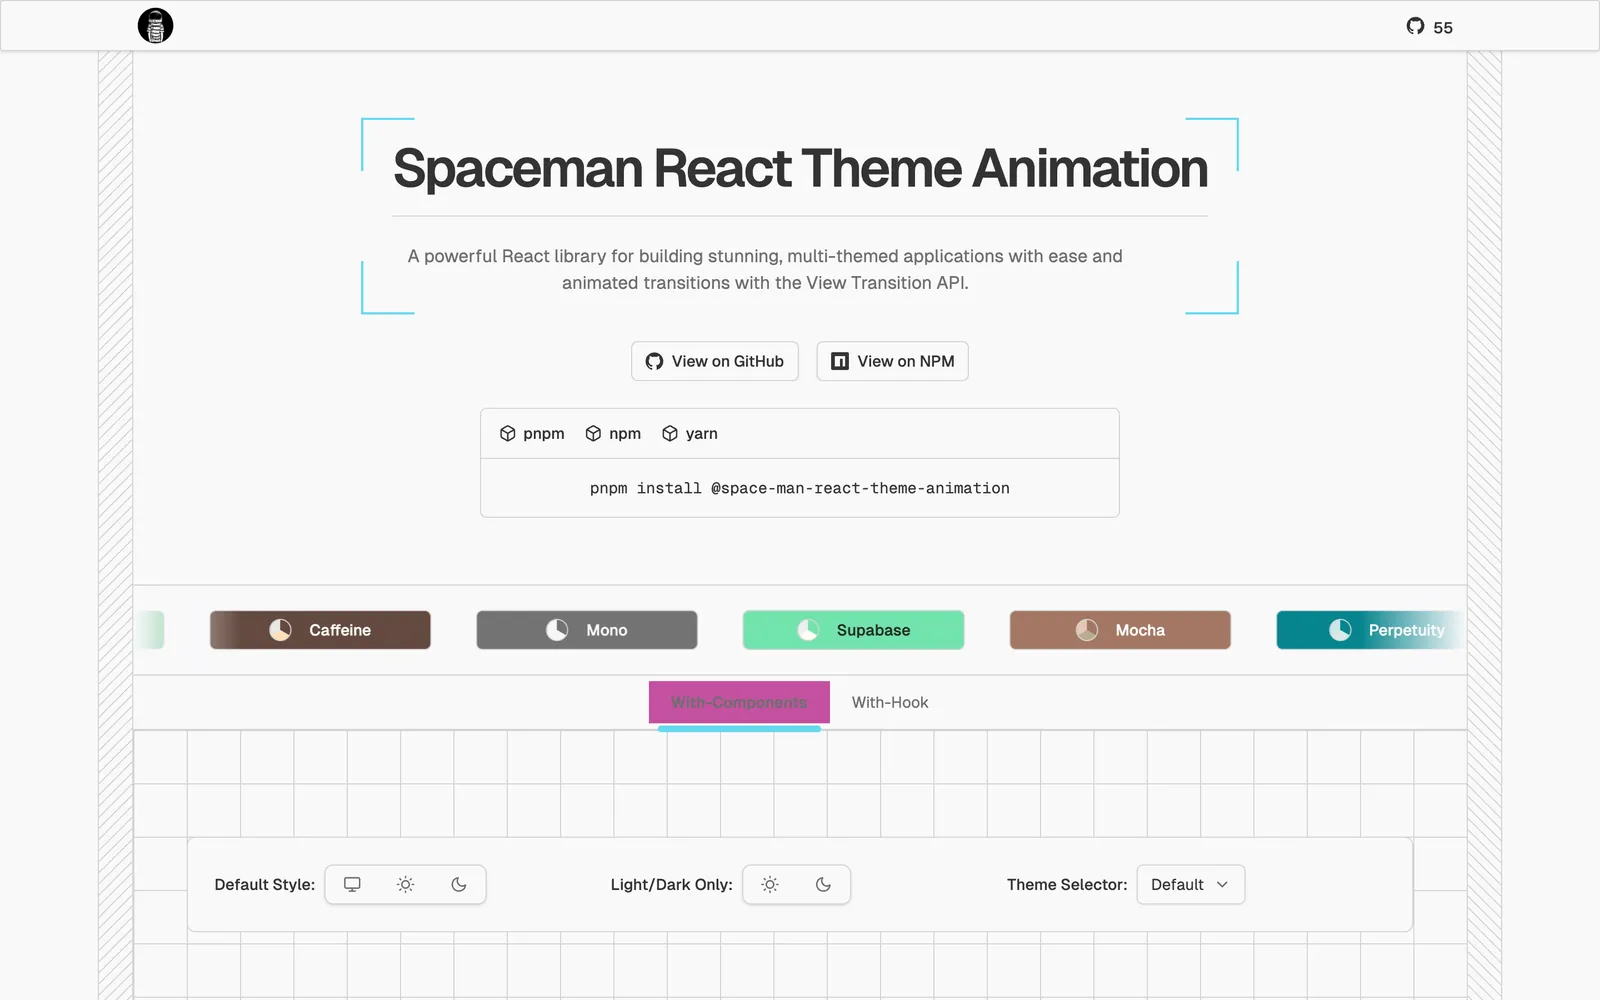 55
Spaceman React Theme Animation
A powerful React library for building stunning, multi-themed applications with ease and
animated transitions with the View Transition API.
View on GitHub
View on NPM
pnpm
npm
yarn
pnpm install @space-man-react-theme-animation
Caffeine
Mono
Supabase
Mocha
Perpetuity
With-Components
With-Hook
Default Style:
Light/Dark Only:
Theme Selector:
Default